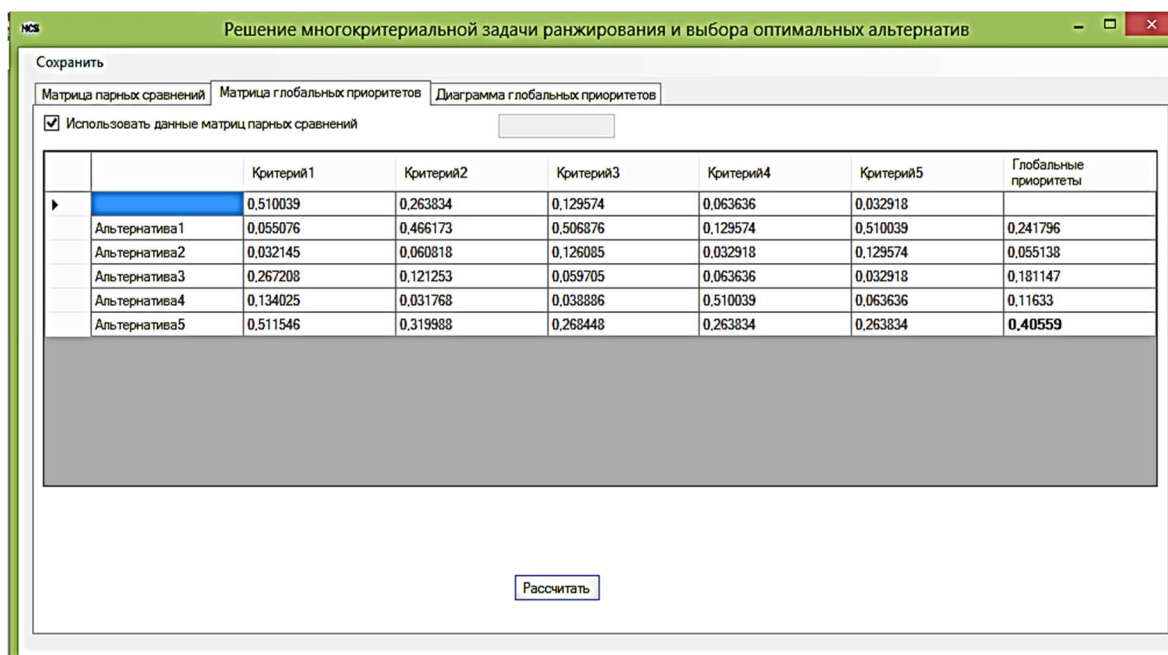 MCS Решение многокритериальной задачи ранжирования и выбора оптимальных альтернатив
Сохранить
Матрица парных сравнений Матрица глобальных приоритетов Диаграмма глобальных приоритетов
Использовать данные матриц парных сравнений
Критерий1 Критерий2 Критерий3 Критерий4 Критерий5 Глобальные приоритеты
0,510039 0,263834 0,129574 0,063636 0,032918
Альтернатива1 0,055076 0,466173 0,506876 0,129574 0,510039 0,241796
Альтернатива2 0,032145 0,060818 0,126085 0,032918 0,129574 0,055138
Альтернатива3 0,267208 0,121253 0,059705 0,063636 0,032918 0,181147
Альтернатива4 0,134025 0,031768 0,038886 0,510039 0,063636 0,11633
Альтернатива5 0,511546 0,319988 0,268448 0,263834 0,263834 0,40559
Рассчитать